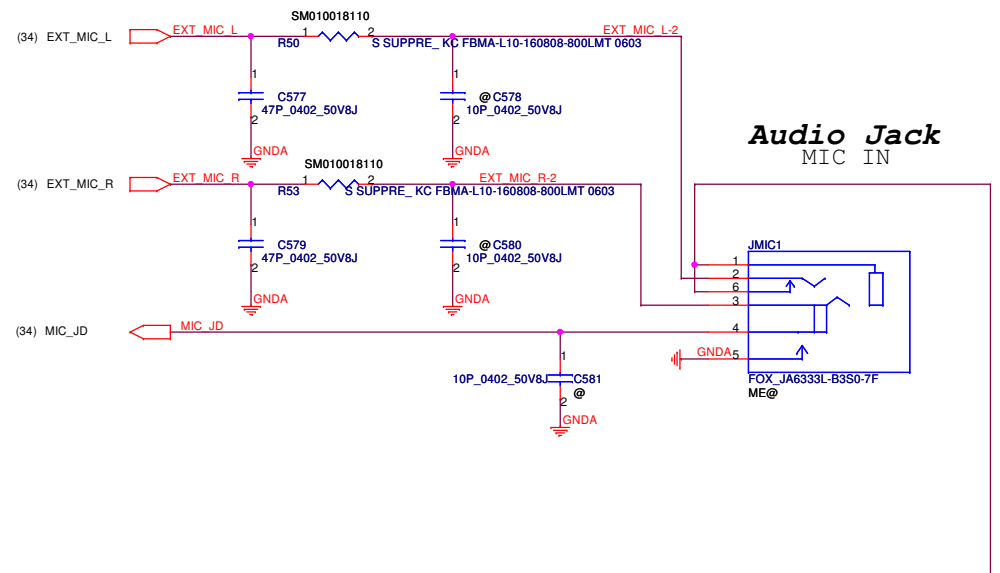 SM010018110
(34) EXT_MIC_L
EXT_MIC_L
1
2
EXT_MIC_L-2
R50
S SUPPRE_ KC FBMA-L10-160808-800LMT 0603
1
C577
47P_0402_50V8J
2
GNDA
1
@ C578
10P_0402_50V8J
2
GNDA
Audio Jack
MIC IN
SM010018110
(34) EXT_MIC_R
EXT_MIC_R
1
2
EXT_MIC_R-2
R53
S SUPPRE_ KC FBMA-L10-160808-800LMT 0603
1
C579
47P_0402_50V8J
2
GNDA
1
@ C580
10P_0402_50V8J
2
GNDA
JMIC1
1
2
6
3
4
5
GNDA
FOX_JA6333L-B3S0-7F
ME@
(34) MIC_JD
MIC_JD
1
10P_0402_50V8J
C581
@
2
GNDA